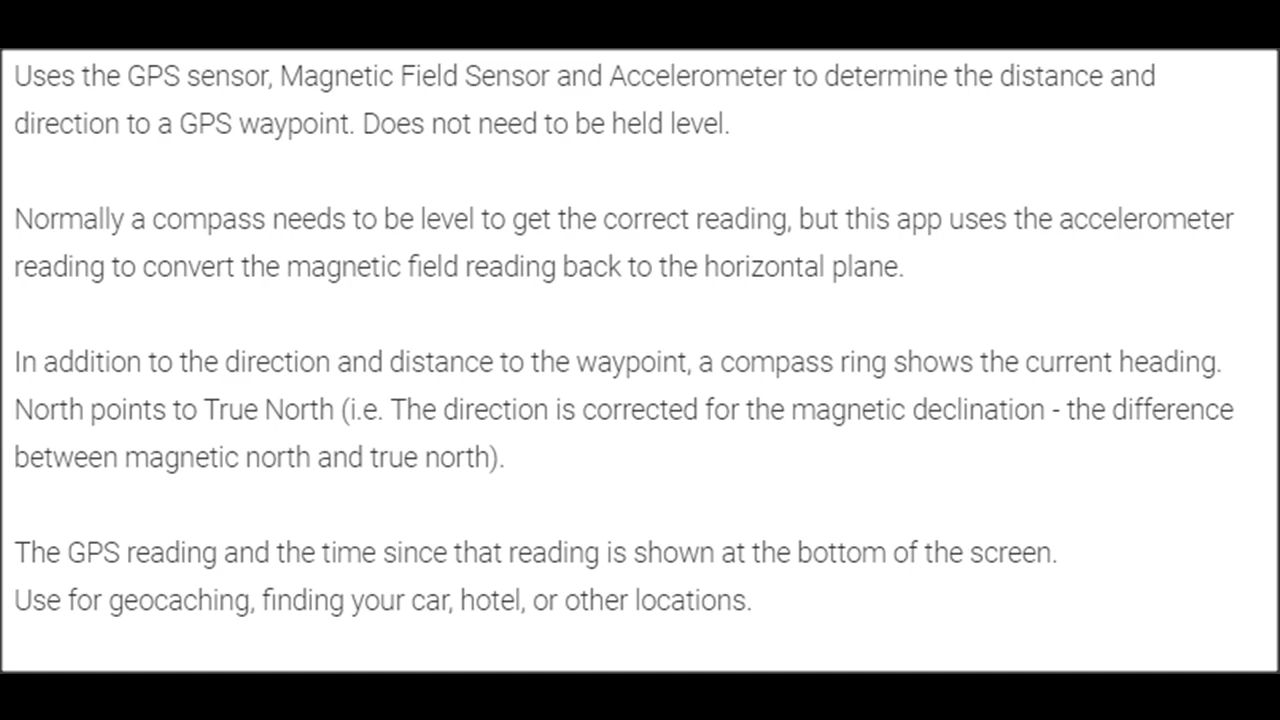 Uses the GPS sensor, Magnetic Field Sensor and Accelerometer to determine the distance and
direction to a GPS waypoint. Does not need to be held level.
Normally a compass needs to be level to get the correct reading, but this app uses the accelerometer
reading to convert the magnetic field reading back to the horizontal plane.
In addition to the direction and distance to the waypoint, a compass ring shows the current heading.
North points to True North (i.e. The direction is corrected for the magnetic declination - the difference
between magnetic north and true north).
The GPS reading and the time since that reading is shown at the bottom of the screen.
Use for geocaching, finding your car, hotel, or other locations.